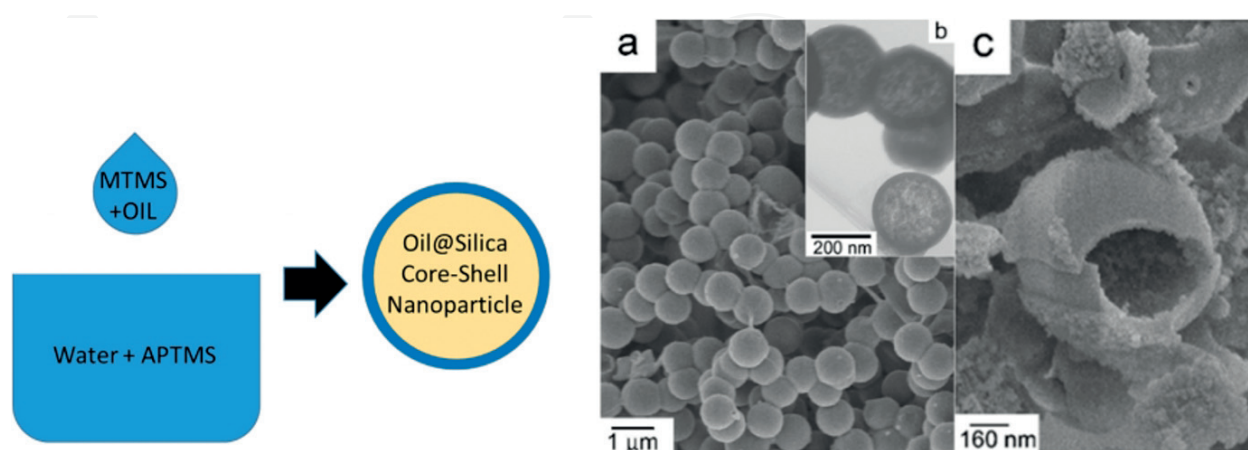 MTMS
+OIL
Water + APTMS
Oil@Silica
Core-Shell
Nanoparticle
a
1 µm
b
200 nm
c
160 nm